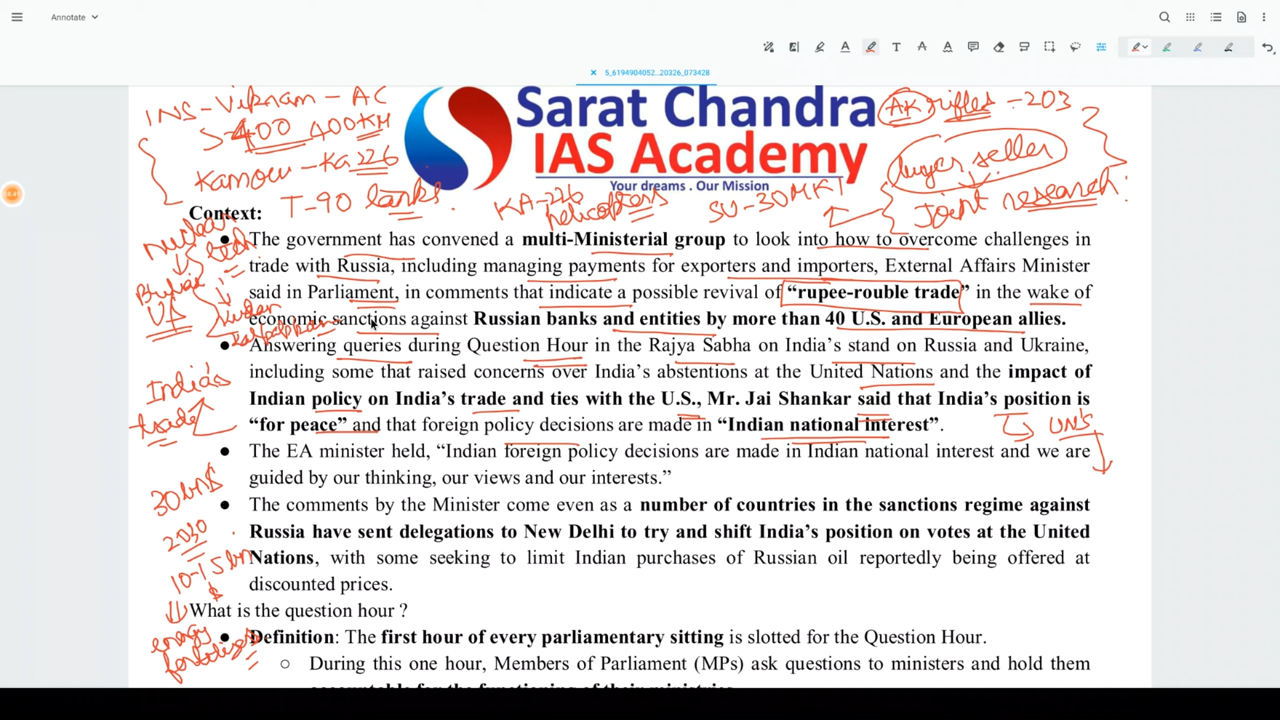 Annotate
5_6194904052...20326_073428
INS-Vikram - AC
S-400 400KM
Kamov - Ka226
T-90 tanks.
KA-226
helicopters
SU-30MKI
Sarat Chandra
IAS Academy
Your dreams . Our Mission
AK rifles -203
buyer seller
Joint research.
Context:
● The government has convened a multi-Ministerial group to look into how to overcome challenges in
trade with Russia, including managing payments for exporters and importers, External Affairs Minister
said in Parliament, in comments that indicate a possible revival of “rupee-rouble trade” in the wake of
economic sanctions against Russian banks and entities by more than 40 U.S. and European allies.
● Answering queries during Question Hour in the Rajya Sabha on India’s stand on Russia and Ukraine,
including some that raised concerns over India’s abstentions at the United Nations and the impact of
Indian policy on India’s trade and ties with the U.S., Mr. Jai Shankar said that India’s position is
“for peace” and that foreign policy decisions are made in “Indian national interest”.
● The EA minister held, “Indian foreign policy decisions are made in Indian national interest and we are
guided by our thinking, our views and our interests.”
● The comments by the Minister come even as a number of countries in the sanctions regime against
Russia have sent delegations to New Delhi to try and shift India’s position on votes at the United
Nations, with some seeking to limit Indian purchases of Russian oil reportedly being offered at
discounted prices.
What is the question hour ?
● Definition: The first hour of every parliamentary sitting is slotted for the Question Hour.
○ During this one hour, Members of Parliament (MPs) ask questions to ministers and hold them
accountable for the functioning of their ministries.
nuclear
tech
India's
trade
UNS
30bn$
2030
10-15bn
$
energy
fertilizers